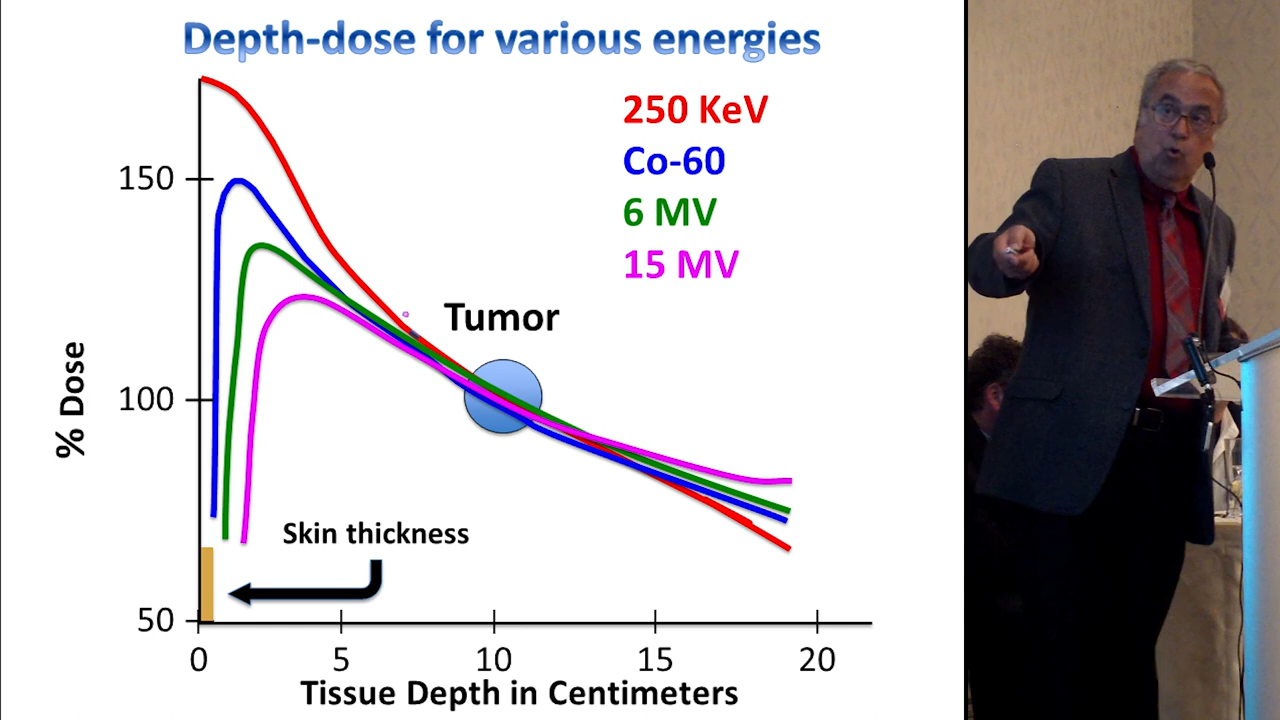 Depth-dose for various energies
250 KeV
Co-60
6 MV
15 MV
150
Tumor
% Dose
100
Skin thickness
50
0 5 10 15 20
Tissue Depth in Centimeters